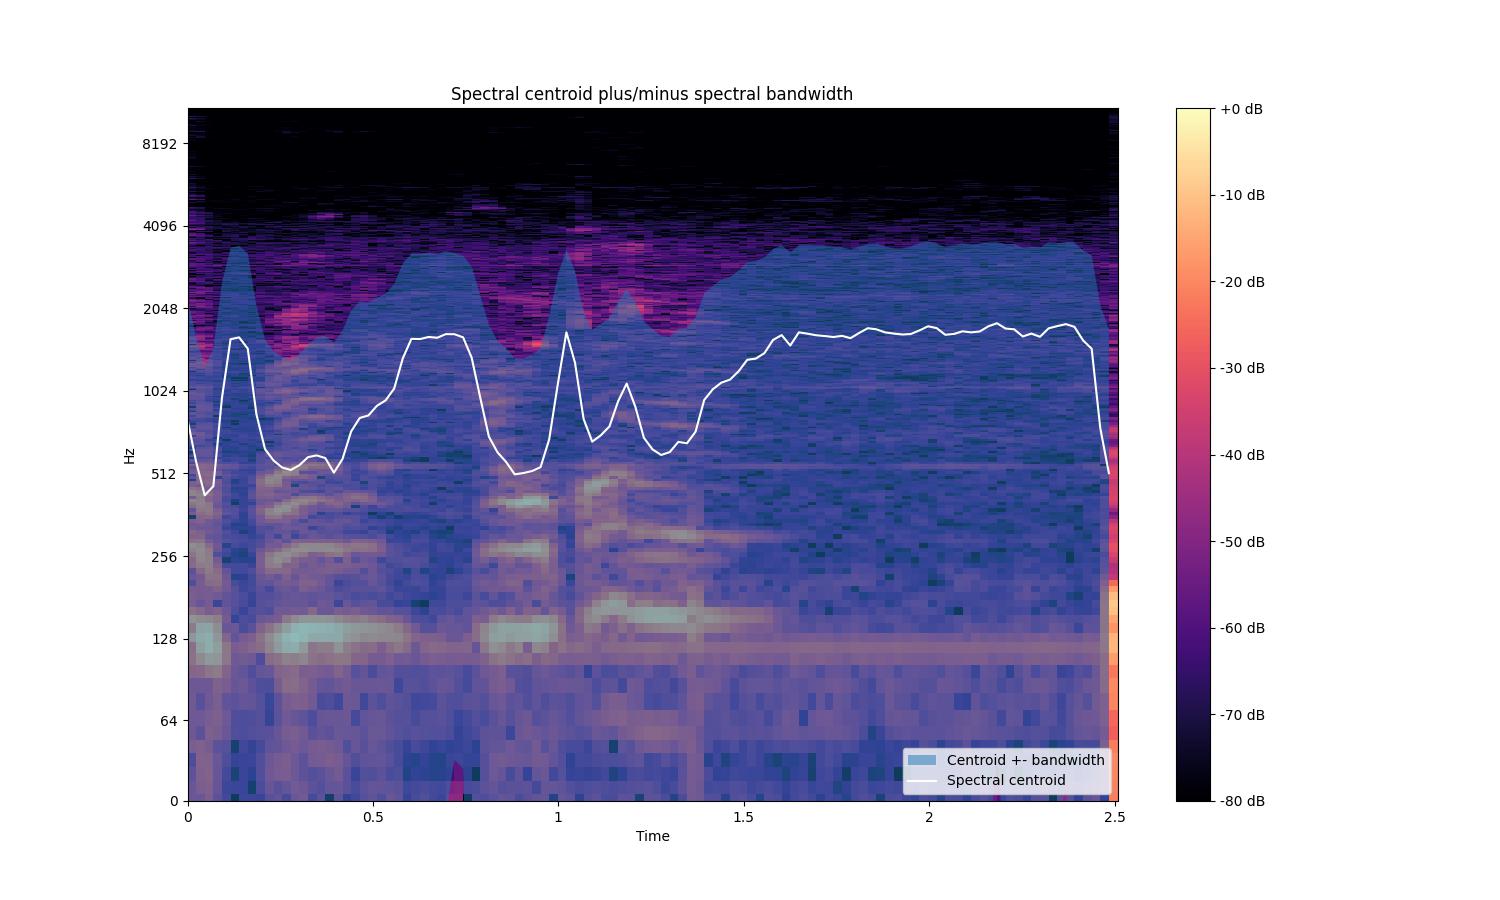 Spectral centroid plus/minus spectral bandwidth
8192
4096
2048
1024
512
256
128
64
0
Hz
0
0.5
1
1.5
2
2.5
Time
Centroid +- bandwidth
Spectral centroid
+0 dB
-10 dB
-20 dB
-30 dB
-40 dB
-50 dB
-60 dB
-70 dB
-80 dB